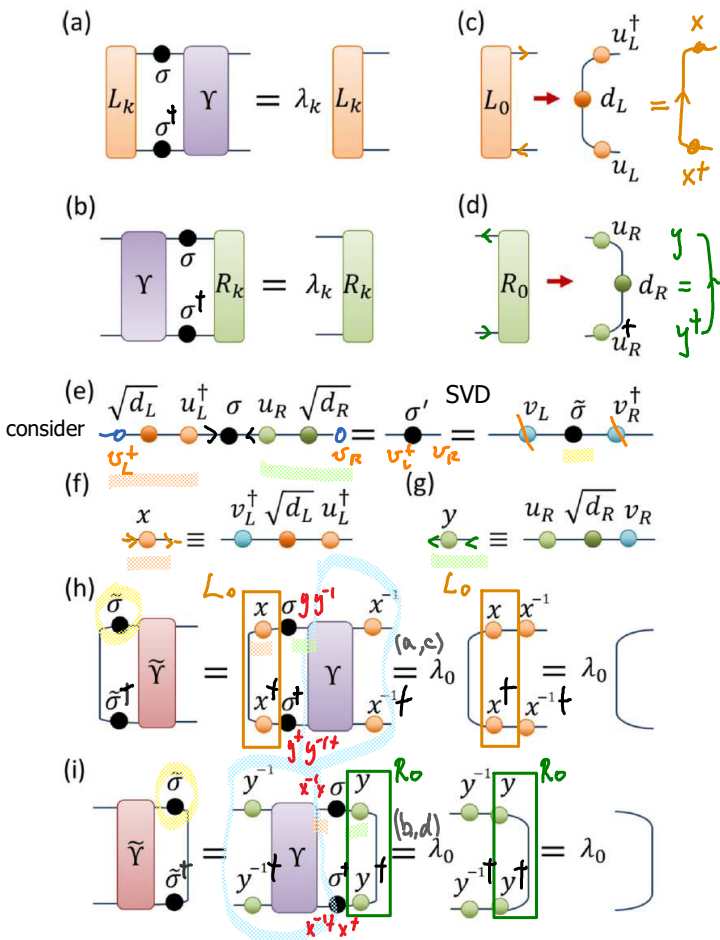 (a)
σ
L_k σ† Υ = λ_k L_k
(c)
u_L†
L_0 d_L =
u_L
x
x†
(b)
Υ σ R_k = λ_k R_k
σ†
(d)
u_R
R_0 d_R =
u_R†
y
y†
(e) √d_L u_L† σ u_R √d_R σ' SVD v_L σ̃ v_R†
consider = =
v_L† v_R v_L† v_R
(f)
x ≡ v_L† √d_L u_L†
(g)
y ≡ u_R √d_R v_R
(h)
σ̃ L_0 x σ y y^-1 x^-1 L_0 x x^-1
Υ̃ = Υ (a,c) = λ_0 = λ_0
σ̃† x† σ† x^-1† x† x^-1†
y† y^-1†
(i)
σ̃ y^-1 x^-1 x σ y R_0 y^-1 y R_0
Υ̃ = Υ (b,d) = λ_0 = λ_0
σ̃† y^-1† σ† y† y^-1† y†
x^-1† x†